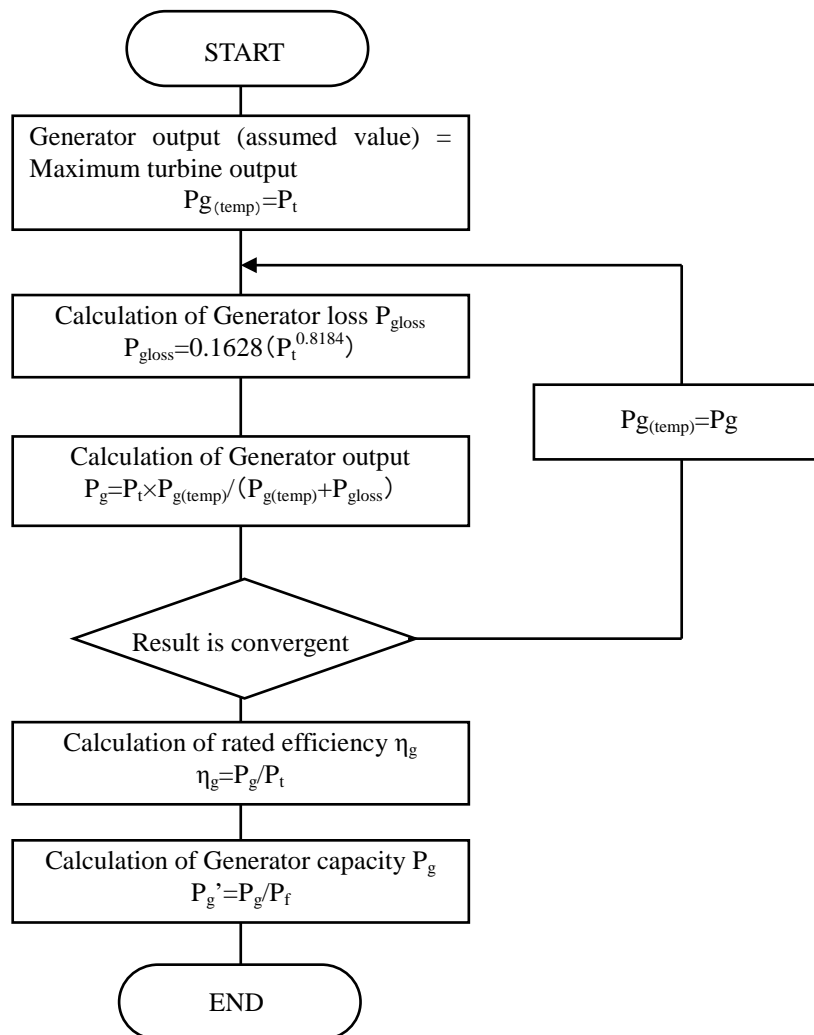 START
Generator output (assumed value) =
Maximum turbine output
Pg(temp)=Pt
Calculation of Generator loss Pgloss
Pgloss=0.1628(Pt^0.8184)
Pg(temp)=Pg
Calculation of Generator output
Pg=Pt×Pg(temp)/(Pg(temp)+Pgloss)
Result is convergent
Calculation of rated efficiency ηg
ηg=Pg/Pt
Calculation of Generator capacity Pg
Pg’=Pg/Pf
END